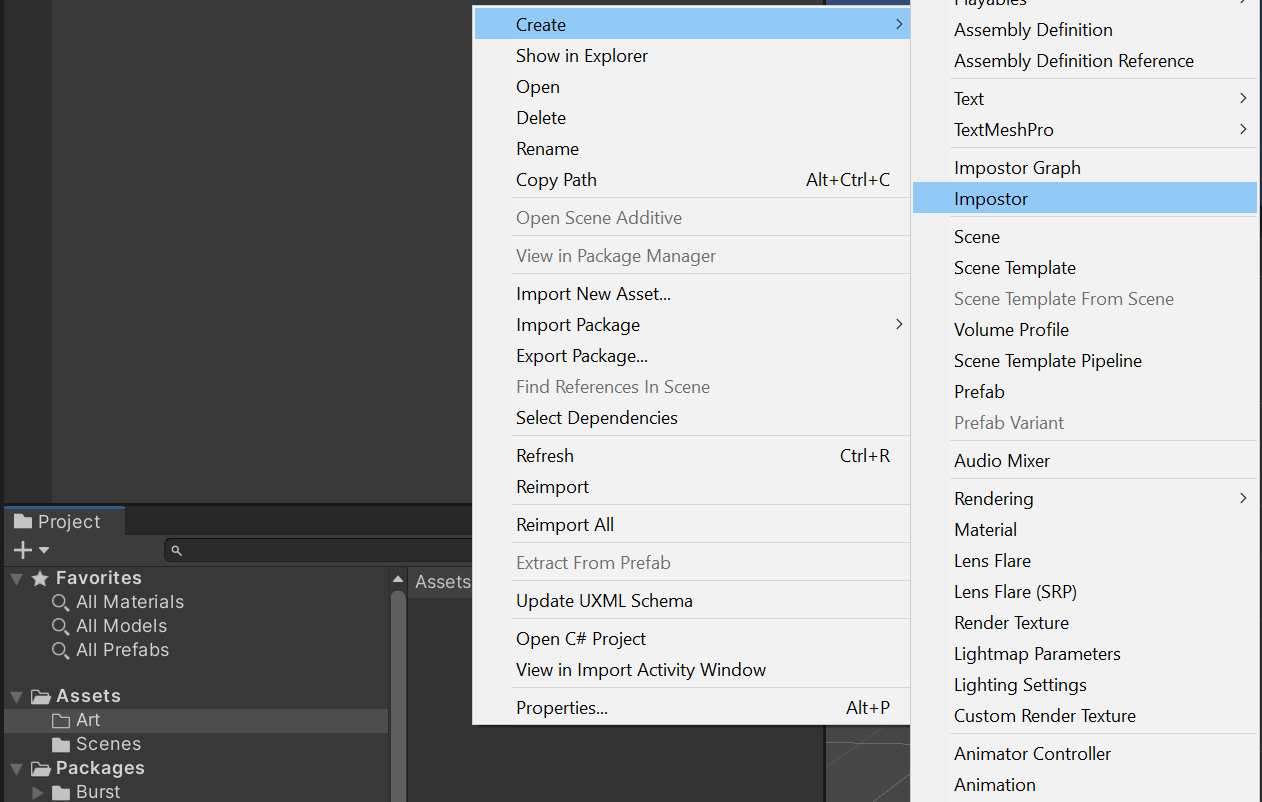 Create
Show in Explorer
Open
Delete
Rename
Copy Path Alt+Ctrl+C
Open Scene Additive
View in Package Manager
Import New Asset...
Import Package
Export Package...
Find References In Scene
Select Dependencies
Refresh Ctrl+R
Reimport
Reimport All
Extract From Prefab
Update UXML Schema
Open C# Project
View in Import Activity Window
Properties... Alt+P
Playables
Assembly Definition
Assembly Definition Reference
Text
TextMeshPro
Impostor Graph
Impostor
Scene
Scene Template
Scene Template From Scene
Volume Profile
Scene Template Pipeline
Prefab
Prefab Variant
Audio Mixer
Rendering
Material
Lens Flare
Lens Flare (SRP)
Render Texture
Lightmap Parameters
Lighting Settings
Custom Render Texture
Animator Controller
Animation
Project
Favorites
All Materials
All Models
All Prefabs
Assets
Art
Scenes
Packages
Burst
Assets